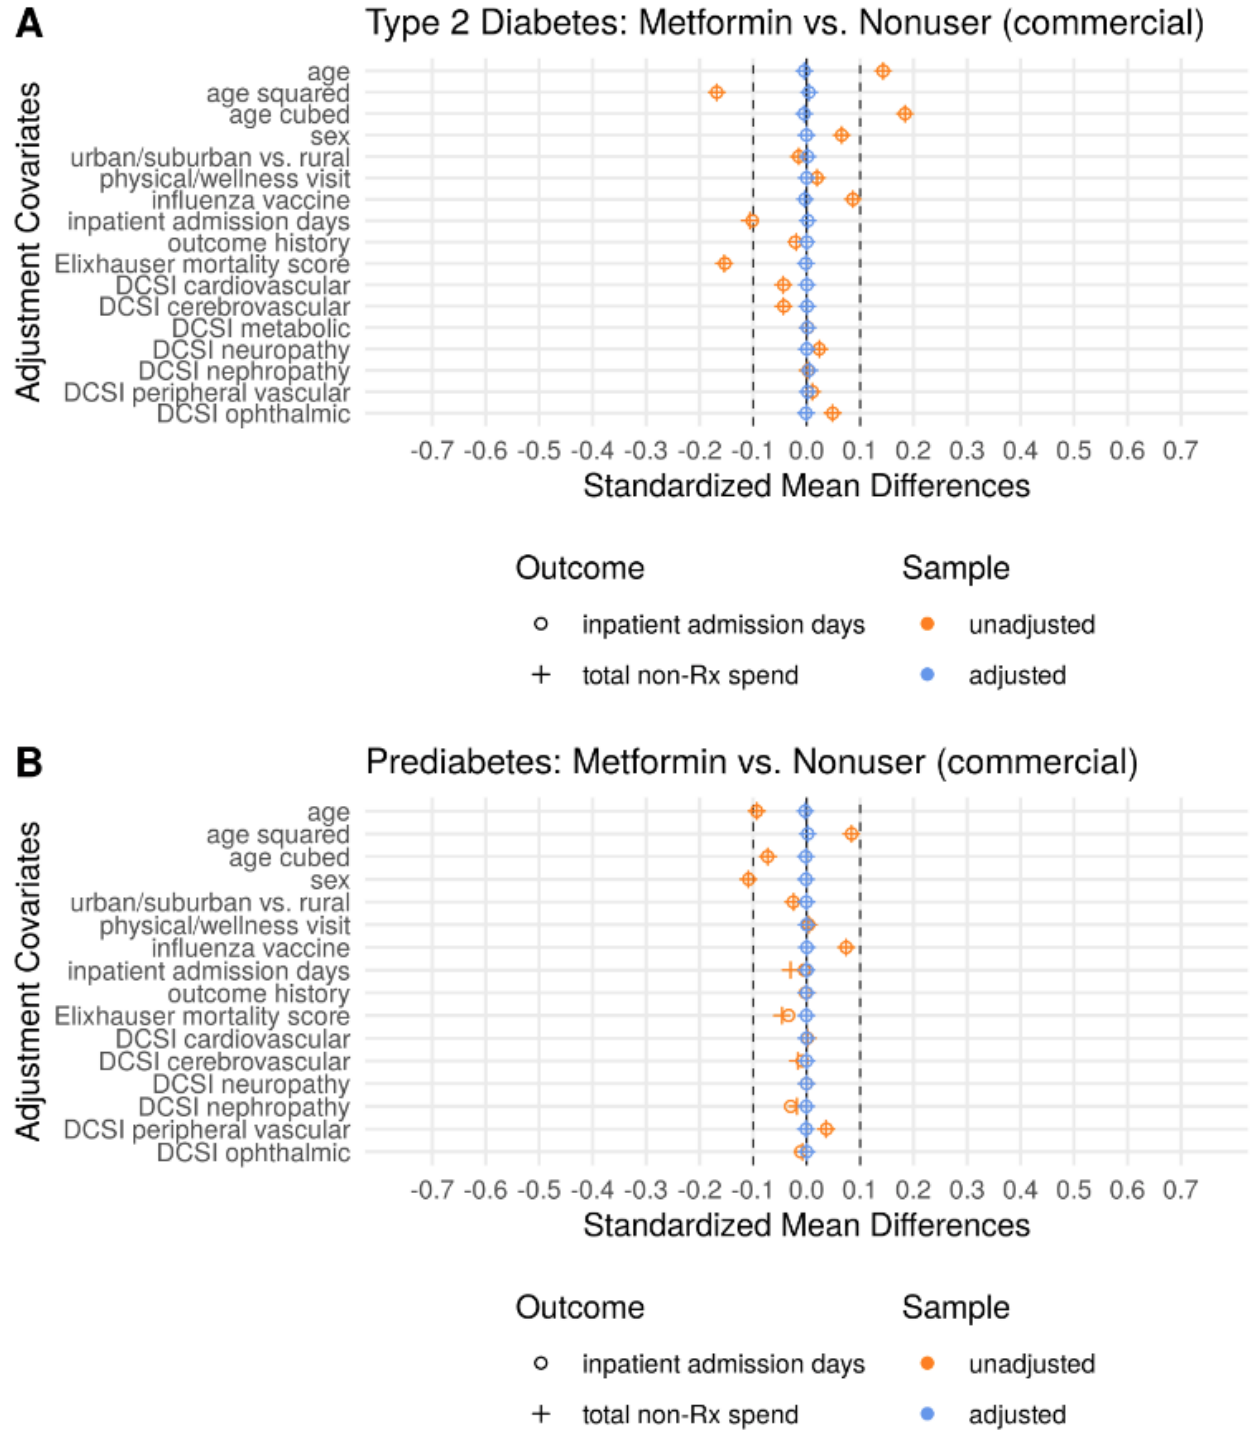 A
Type 2 Diabetes: Metformin vs. Nonuser (commercial)
Adjustment Covariates
age
age squared
age cubed
sex
urban/suburban vs. rural
physical/wellness visit
influenza vaccine
inpatient admission days
outcome history
Elixhauser mortality score
DCSI cardiovascular
DCSI cerebrovascular
DCSI metabolic
DCSI neuropathy
DCSI nephropathy
DCSI peripheral vascular
DCSI ophthalmic
-0.7 -0.6 -0.5 -0.4 -0.3 -0.2 -0.1 0.0 0.1 0.2 0.3 0.4 0.5 0.6 0.7
Standardized Mean Differences
Outcome Sample
inpatient admission days unadjusted
total non-Rx spend adjusted
B
Prediabetes: Metformin vs. Nonuser (commercial)
Adjustment Covariates
age
age squared
age cubed
sex
urban/suburban vs. rural
physical/wellness visit
influenza vaccine
inpatient admission days
outcome history
Elixhauser mortality score
DCSI cardiovascular
DCSI cerebrovascular
DCSI neuropathy
DCSI nephropathy
DCSI peripheral vascular
DCSI ophthalmic
-0.7 -0.6 -0.5 -0.4 -0.3 -0.2 -0.1 0.0 0.1 0.2 0.3 0.4 0.5 0.6 0.7
Standardized Mean Differences
Outcome Sample
inpatient admission days unadjusted
total non-Rx spend adjusted